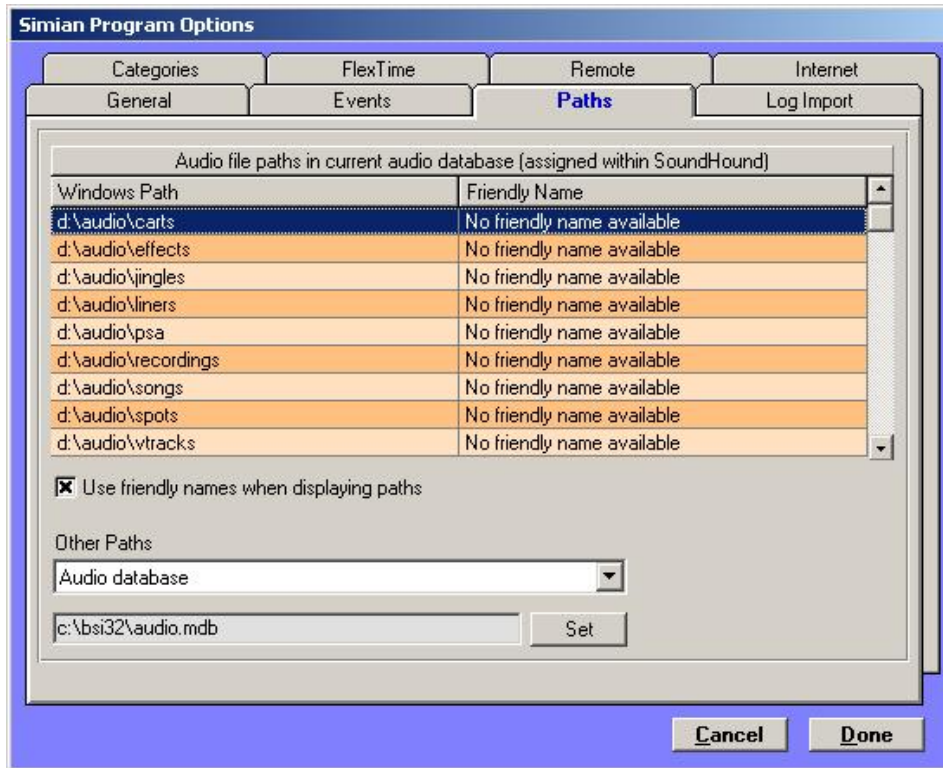 Simian Program Options
Categories FlexTime Remote Internet
General Events Paths Log Import
Audio file paths in current audio database (assigned within SoundHound)
Windows Path Friendly Name
d:\audio\carts No friendly name available
d:\audio\effects No friendly name available
d:\audio\jingles No friendly name available
d:\audio\liners No friendly name available
d:\audio\psa No friendly name available
d:\audio\recordings No friendly name available
d:\audio\songs No friendly name available
d:\audio\spots No friendly name available
d:\audio\vtracks No friendly name available
Use friendly names when displaying paths
Other Paths
Audio database
c:\bsi32\audio.mdb Set
Cancel Done